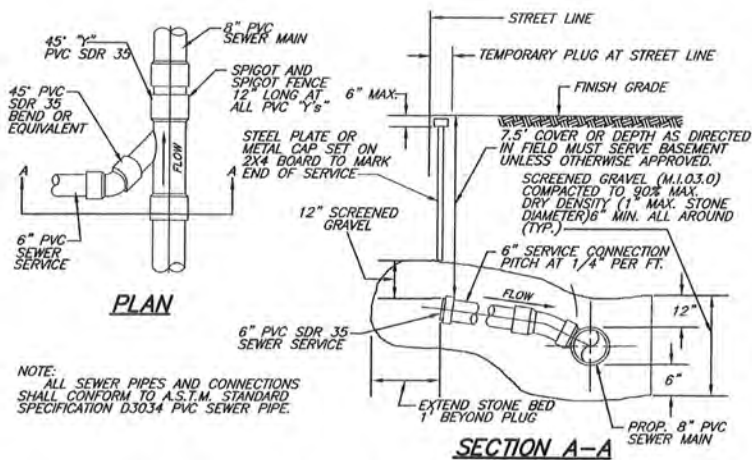 45° "Y"
PVC SDR 35
8" PVC
SEWER MAIN
45° PVC
SDR 35
BEND OR
EQUIVALENT
SPIGOT AND
SPIGOT FENCE
12" LONG AT
ALL PVC "Y's"
FLOW
A
A
6" PVC
SEWER
SERVICE
PLAN
NOTE:
ALL SEWER PIPES AND CONNECTIONS
SHALL CONFORM TO A.S.T.M. STANDARD
SPECIFICATION D3034 PVC SEWER PIPE.
STREET LINE
TEMPORARY PLUG AT STREET LINE
6" MAX.
FINISH GRADE
STEEL PLATE OR
METAL CAP SET ON
2X4 BOARD TO MARK
END OF SERVICE
7.5' COVER OR DEPTH AS DIRECTED
IN FIELD MUST SERVE BASEMENT
UNLESS OTHERWISE APPROVED.
SCREENED GRAVEL (M.I.03.0)
COMPACTED TO 90% MAX.
DRY DENSITY (1" MAX. STONE
DIAMETER)6" MIN. ALL AROUND
(TYP.)
12" SCREENED
GRAVEL
6" SERVICE CONNECTION
PITCH AT 1/4" PER FT.
FLOW
12"
6" PVC SDR 35
SEWER SERVICE
6"
EXTEND STONE BED
1' BEYOND PLUG
PROP. 8" PVC
SEWER MAIN
SECTION A-A